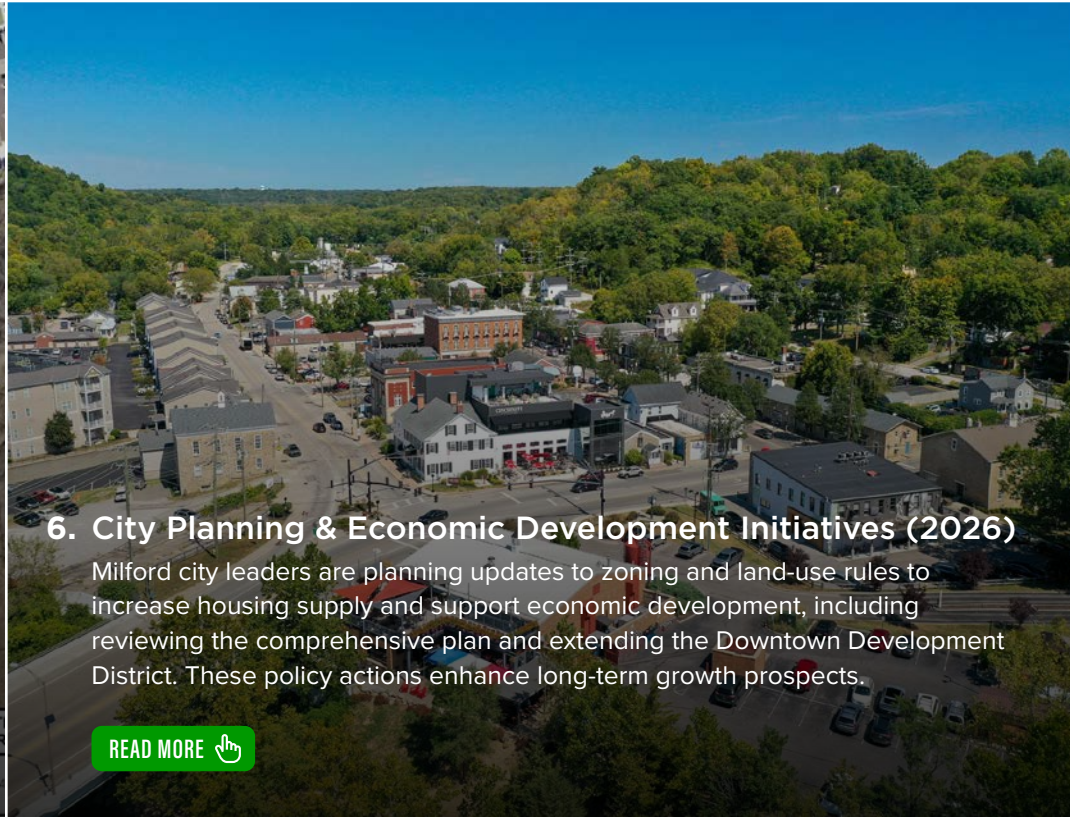 6. City Planning & Economic Development Initiatives (2026)
Milford city leaders are planning updates to zoning and land-use rules to
increase housing supply and support economic development, including
reviewing the comprehensive plan and extending the Downtown Development
District. These policy actions enhance long-term growth prospects.
READ MORE